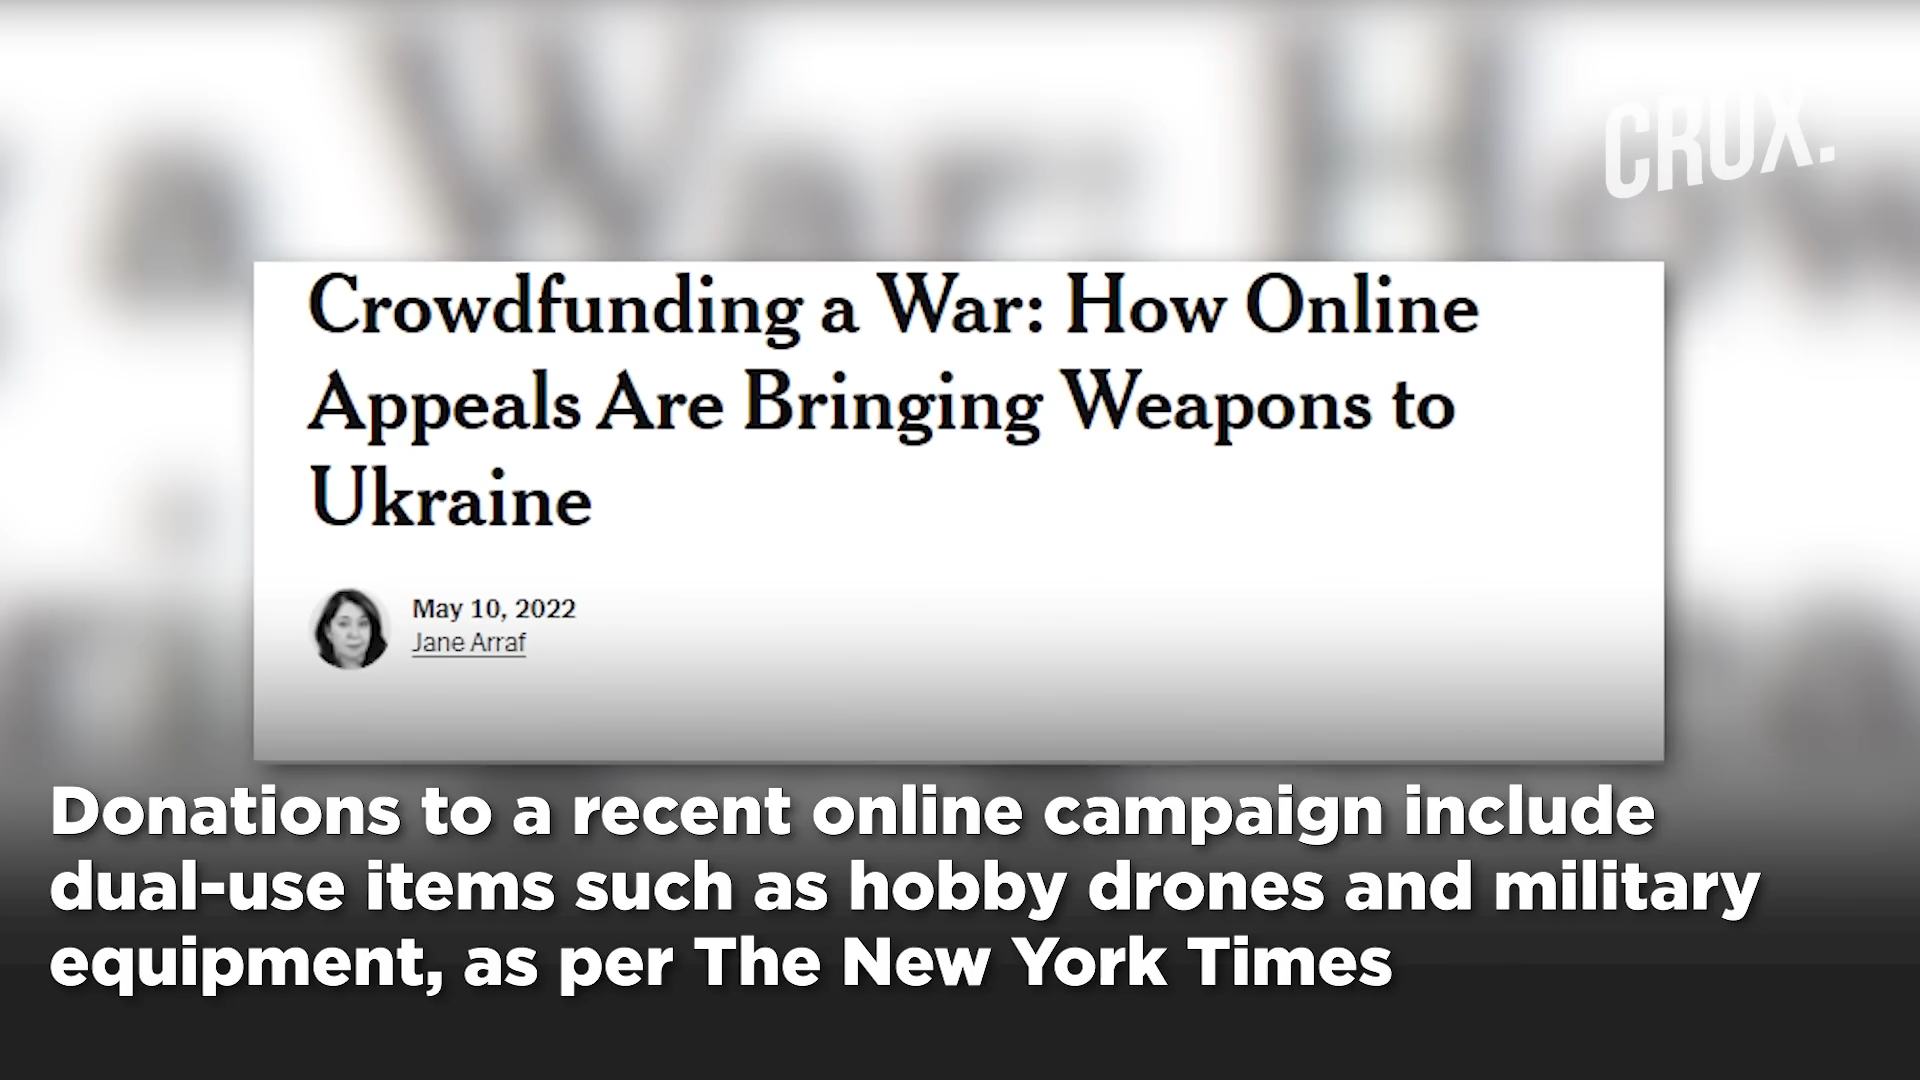 CRUX.
Crowdfunding a War: How Online
Appeals Are Bringing Weapons to
Ukraine
May 10, 2022
Jane Arraf
Donations to a recent online campaign include
dual-use items such as hobby drones and military
equipment, as per The New York Times